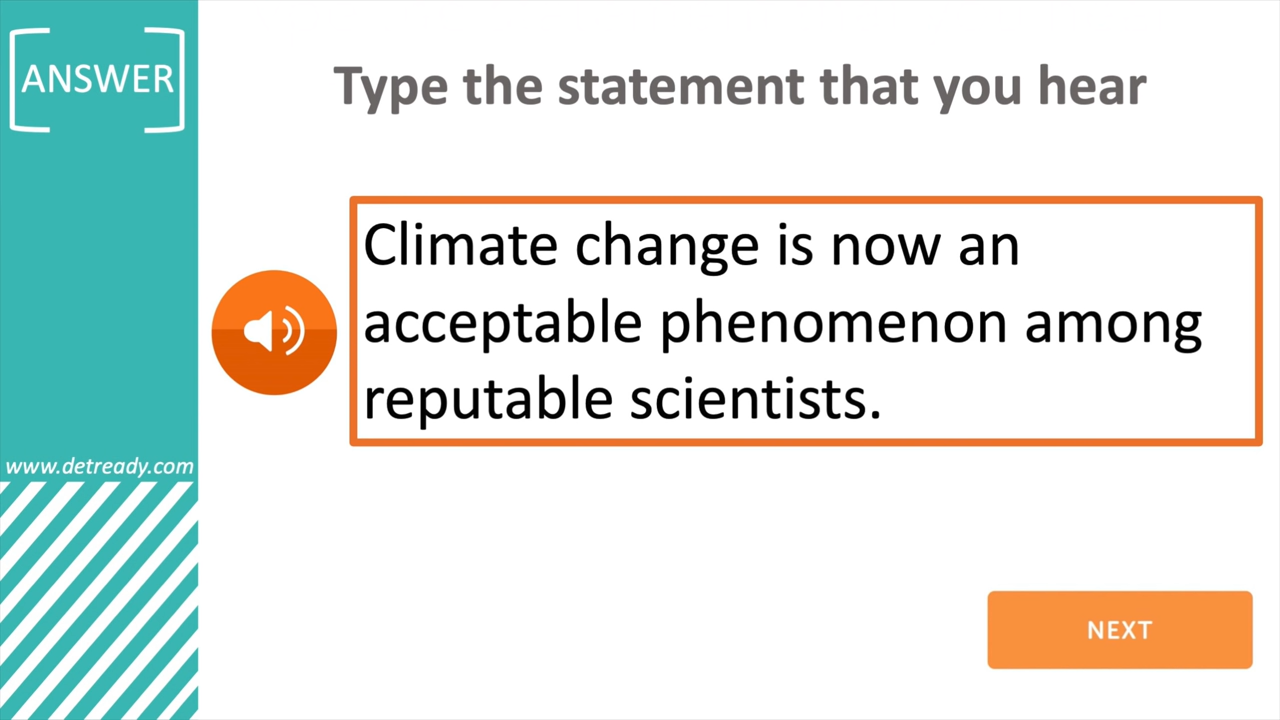 ANSWER
Type the statement that you hear
Climate change is now an
acceptable phenomenon among
reputable scientists.
www.detready.com
NEXT